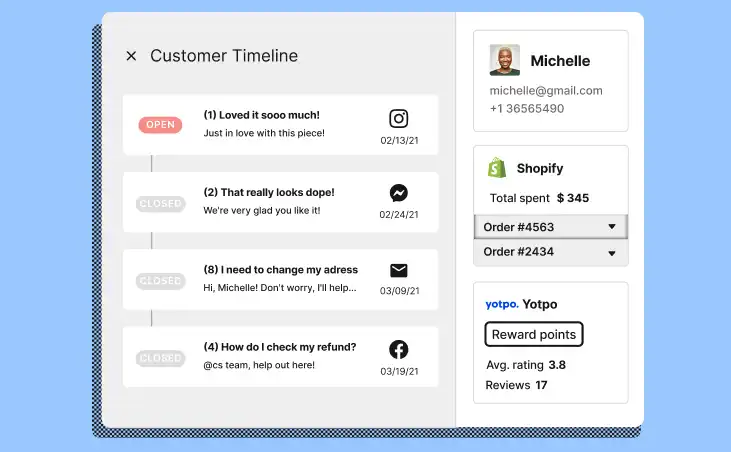 Customer Timeline
OPEN
(1) Loved it sooo much!
Just in love with this piece!
02/13/21
CLOSED
(2) That really looks dope!
We're very glad you like it!
02/24/21
CLOSED
(8) I need to change my adress
Hi, Michelle! Don't worry, I'll help...
03/09/21
CLOSED
(4) How do I check my refund?
@cs team, help out here!
03/19/21
Michelle
michelle@gmail.com
+1 36565490
Shopify
Total spent $ 345
Order #4563
Order #2434
yotpo. Yotpo
Reward points
Avg. rating 3.8
Reviews 17